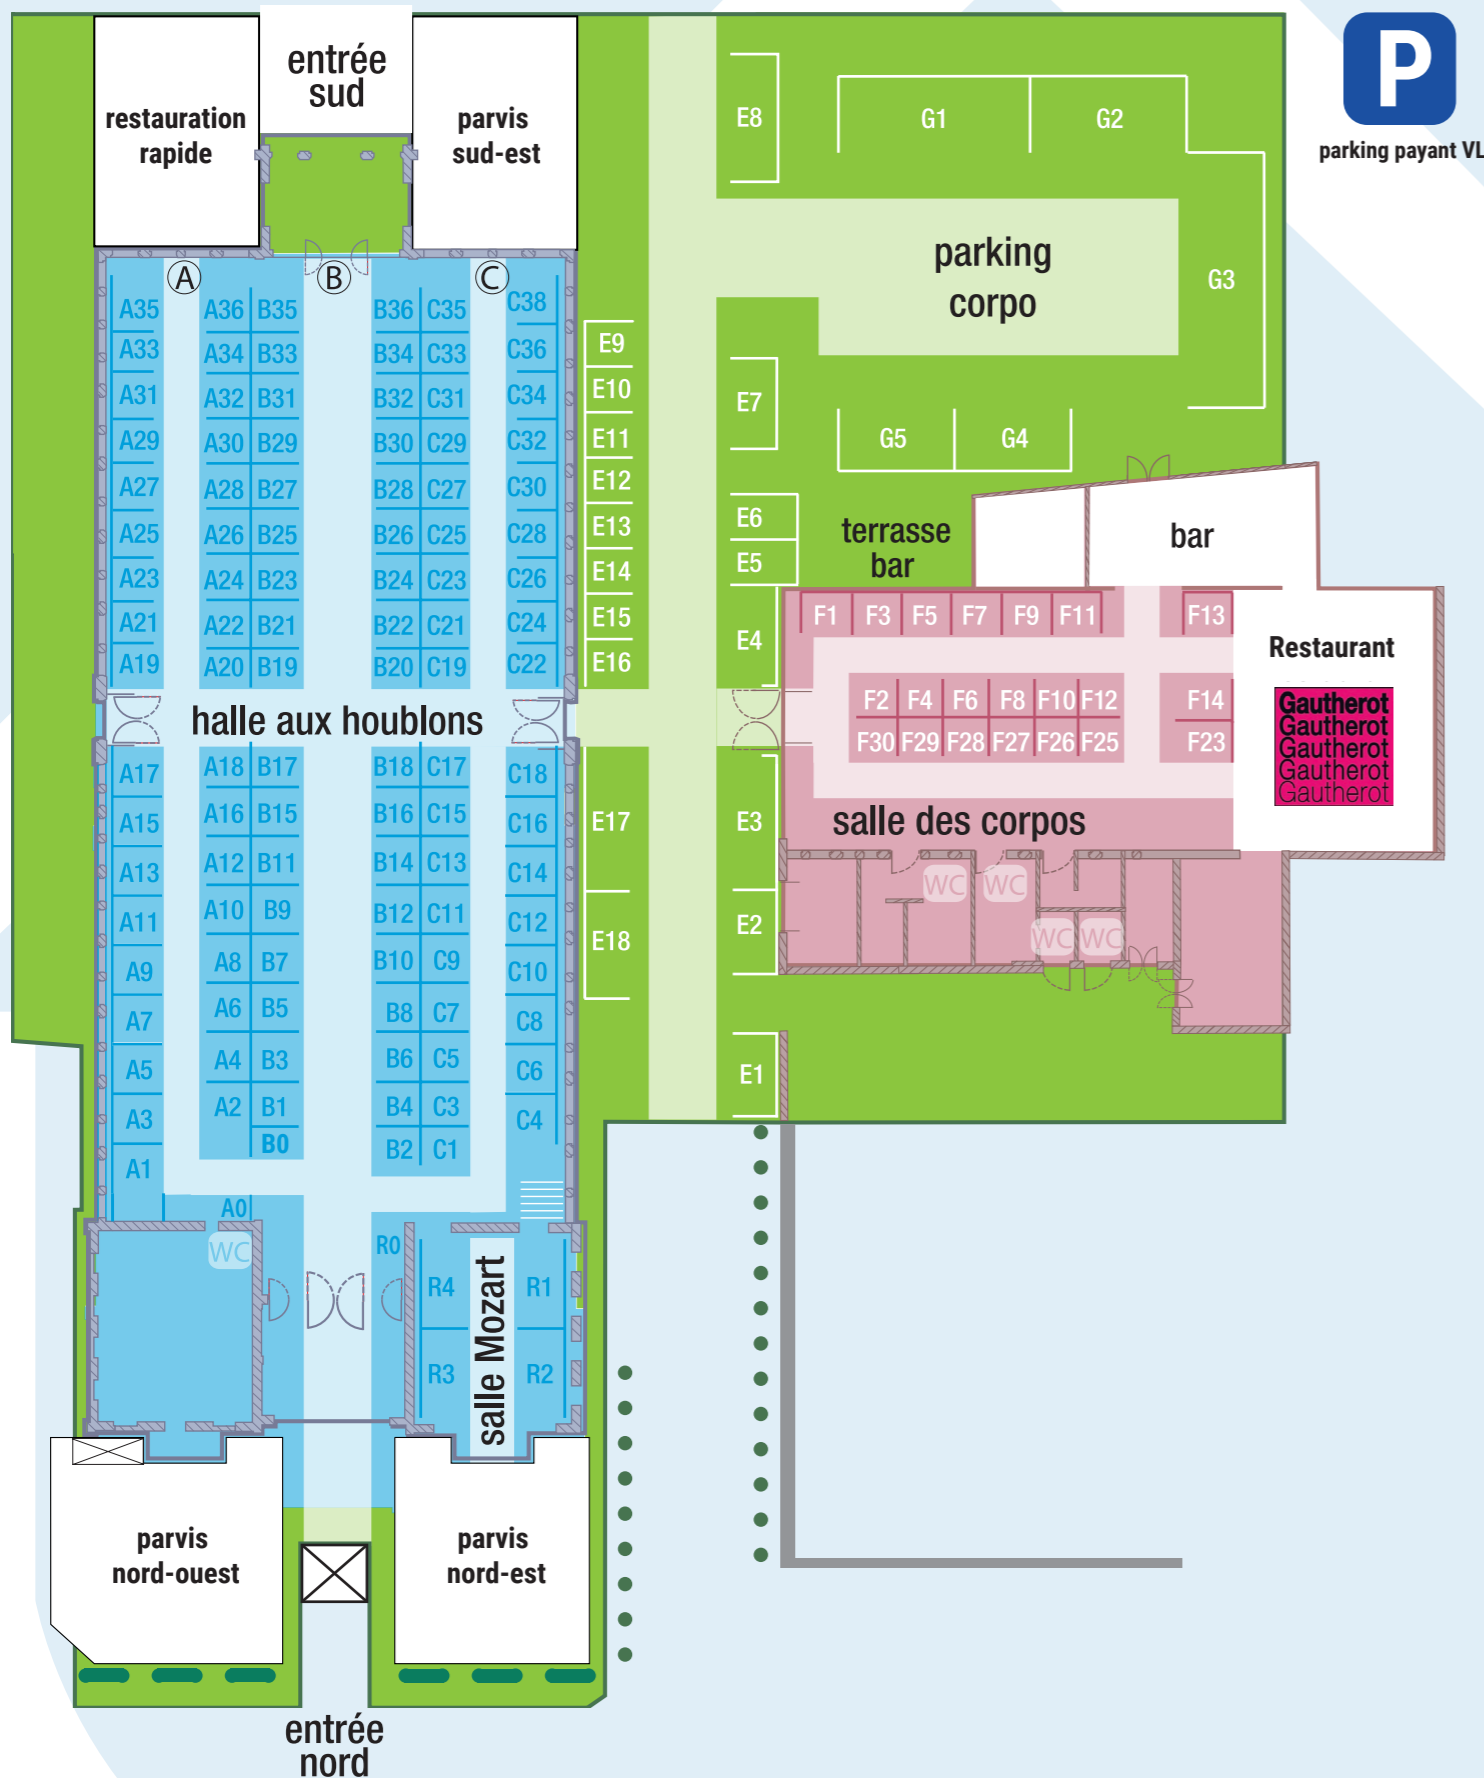 entrée
sud
restauration
rapide
parvis
sud-est
P
parking payant VL
E8
G1
G2
G3
parking
corpo
A
B
C
A35
A36
B35
B36
C35
C38
A33
A34
B33
B34
C33
C36
E9
A31
A32
B31
B32
C31
C34
E10
E7
A29
A30
B29
B30
C29
C32
E11
G5
G4
A27
A28
B27
B28
C27
C30
E12
A25
A26
B25
B26
C25
C28
E13
E6
terrasse
bar
bar
A23
A24
B23
B24
C23
C26
E14
E5
A21
A22
B21
B22
C21
C24
E15
F1
F3
F5
F7
F9
F11
F13
A19
A20
B19
B20
C19
C22
E16
E4
Restaurant
Gautherot
Gautherot
Gautherot
Gautherot
Gautherot
halle aux houblons
F2
F4
F6
F8
F10
F12
F14
F30
F29
F28
F27
F26
F25
F23
A17
A18
B17
B18
C17
C18
A15
A16
B15
B16
C15
C16
E17
E3
salle des corpos
A13
A12
B11
B14
C13
C14
WC
WC
A11
A10
B9
B12
C11
C12
E18
E2
WC
WC
A9
A8
B7
B10
C9
C10
A7
A6
B5
B8
C7
C8
A5
A4
B3
B6
C5
C6
E1
A3
A2
B1
B4
C3
C4
B0
B2
C1
A1
A0
WC
R0
R4
R1
salle Mozart
R3
R2
parvis
nord-ouest
parvis
nord-est
entrée
nord